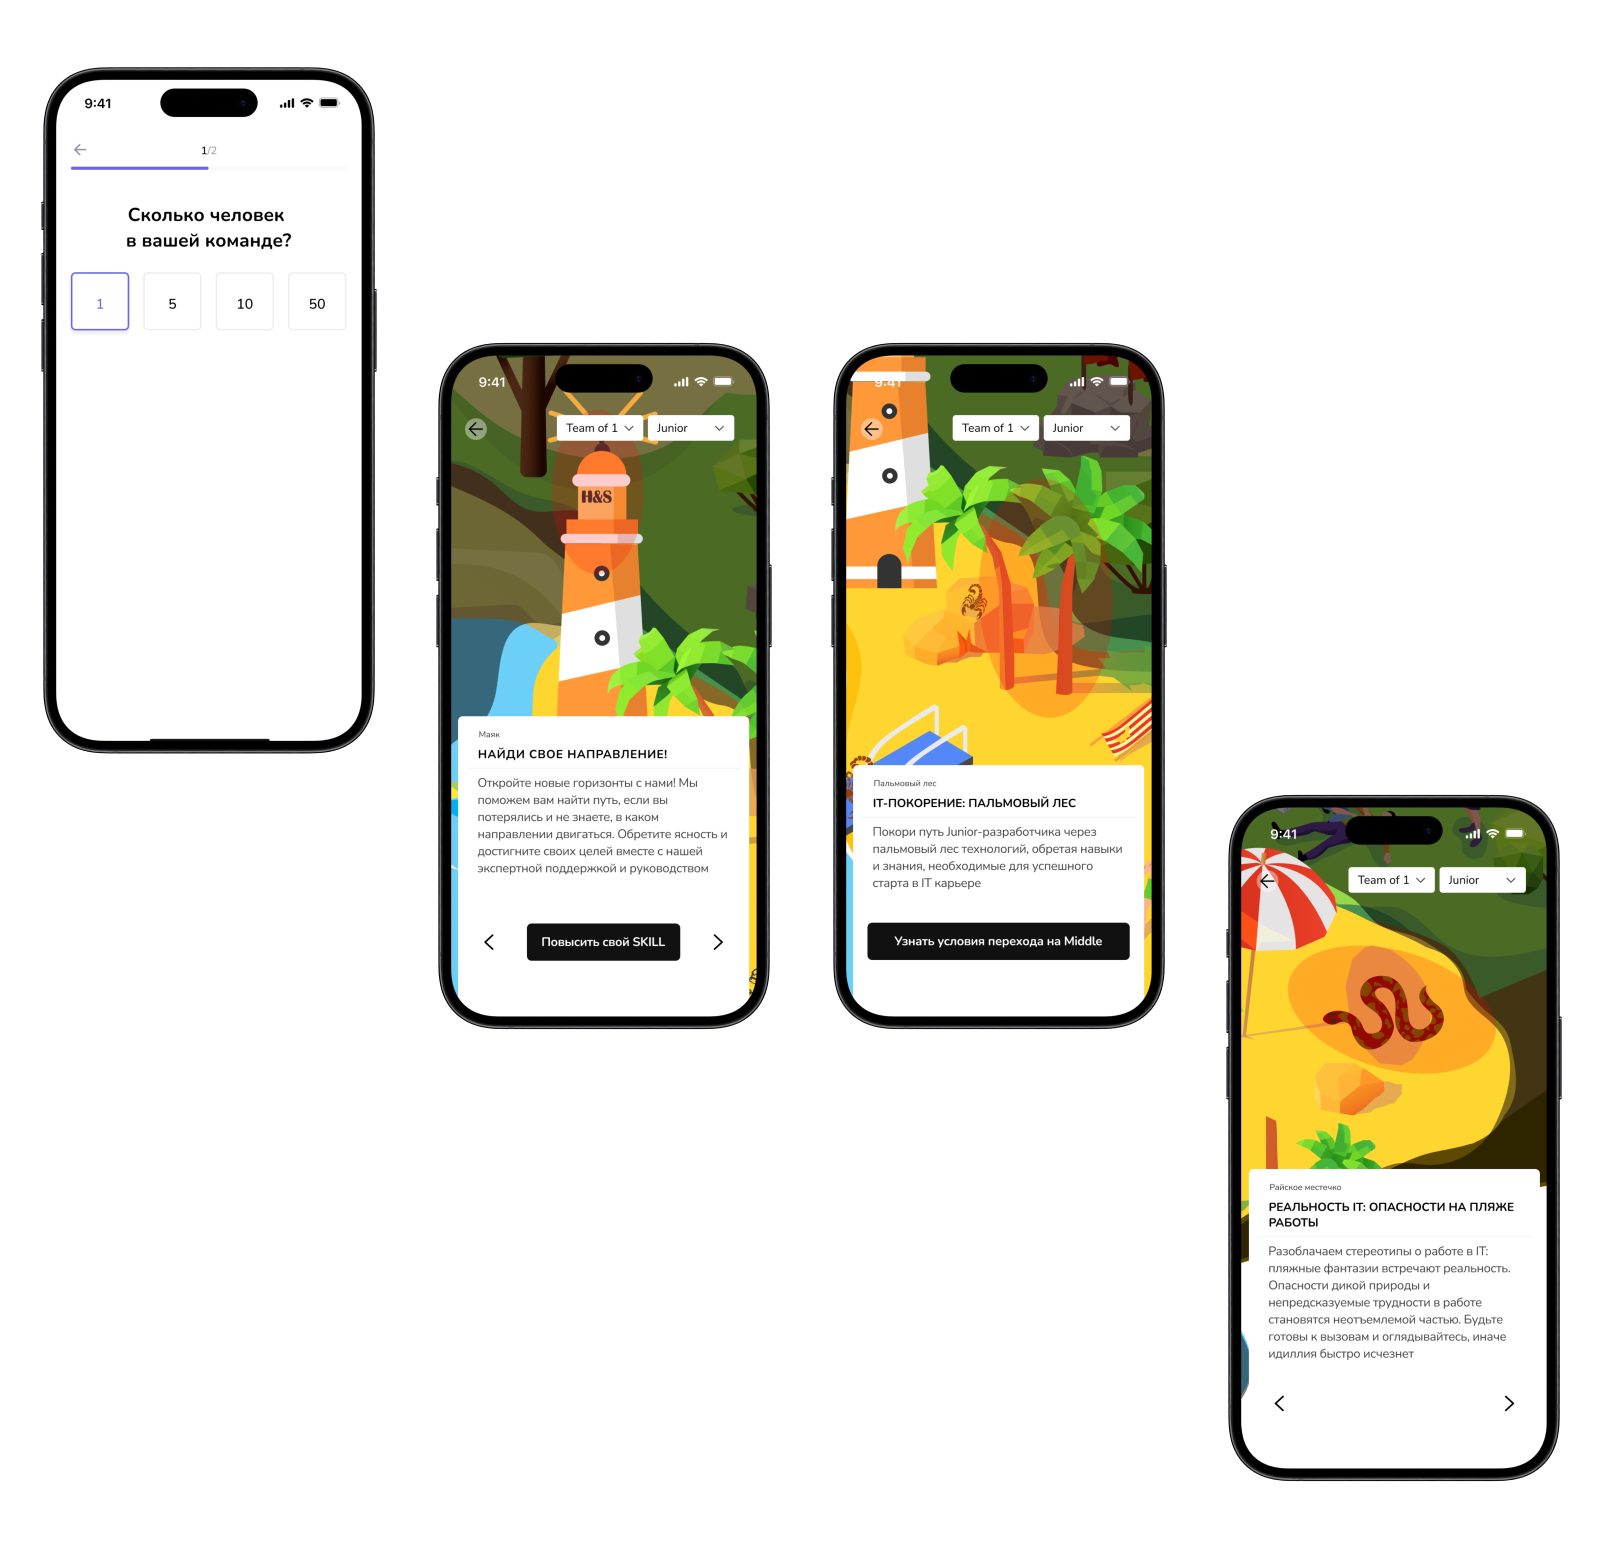 9:41
1/2
Сколько человек
в вашей команде?
1
5
10
50
9:41
Team of 1
Junior
H&S
Маяк
НАЙДИ СВОЕ НАПРАВЛЕНИЕ!
Откройте новые горизонты с нами! Мы
поможем вам найти путь, если вы
потерялись и не знаете, в каком
направлении двигаться. Обретите ясность и
достигните своих целей вместе с нашей
экспертной поддержкой и руководством
Повысить свой SKILL
9:41
Team of 1
Junior
Пальмовый лес
IT-ПОКОРЕНИЕ: ПАЛЬМОВЫЙ ЛЕС
Покори путь Junior-разработчика через
пальмовый лес технологий, обретая навыки
и знания, необходимые для успешного
старта в IT карьере
Узнать условия перехода на Middle
9:41
Team of 1
Junior
Райское местечко
РЕАЛЬНОСТЬ IT: ОПАСНОСТИ НА ПЛЯЖЕ
РАБОТЫ
Разоблачаем стереотипы о работе в IT:
пляжные фантазии встречают реальность.
Опасности дикой природы и
непредсказуемые трудности в работе
становятся неотъемлемой частью. Будьте
готовы к вызовам и оглядывайтесь, иначе
идиллия быстро исчезнет